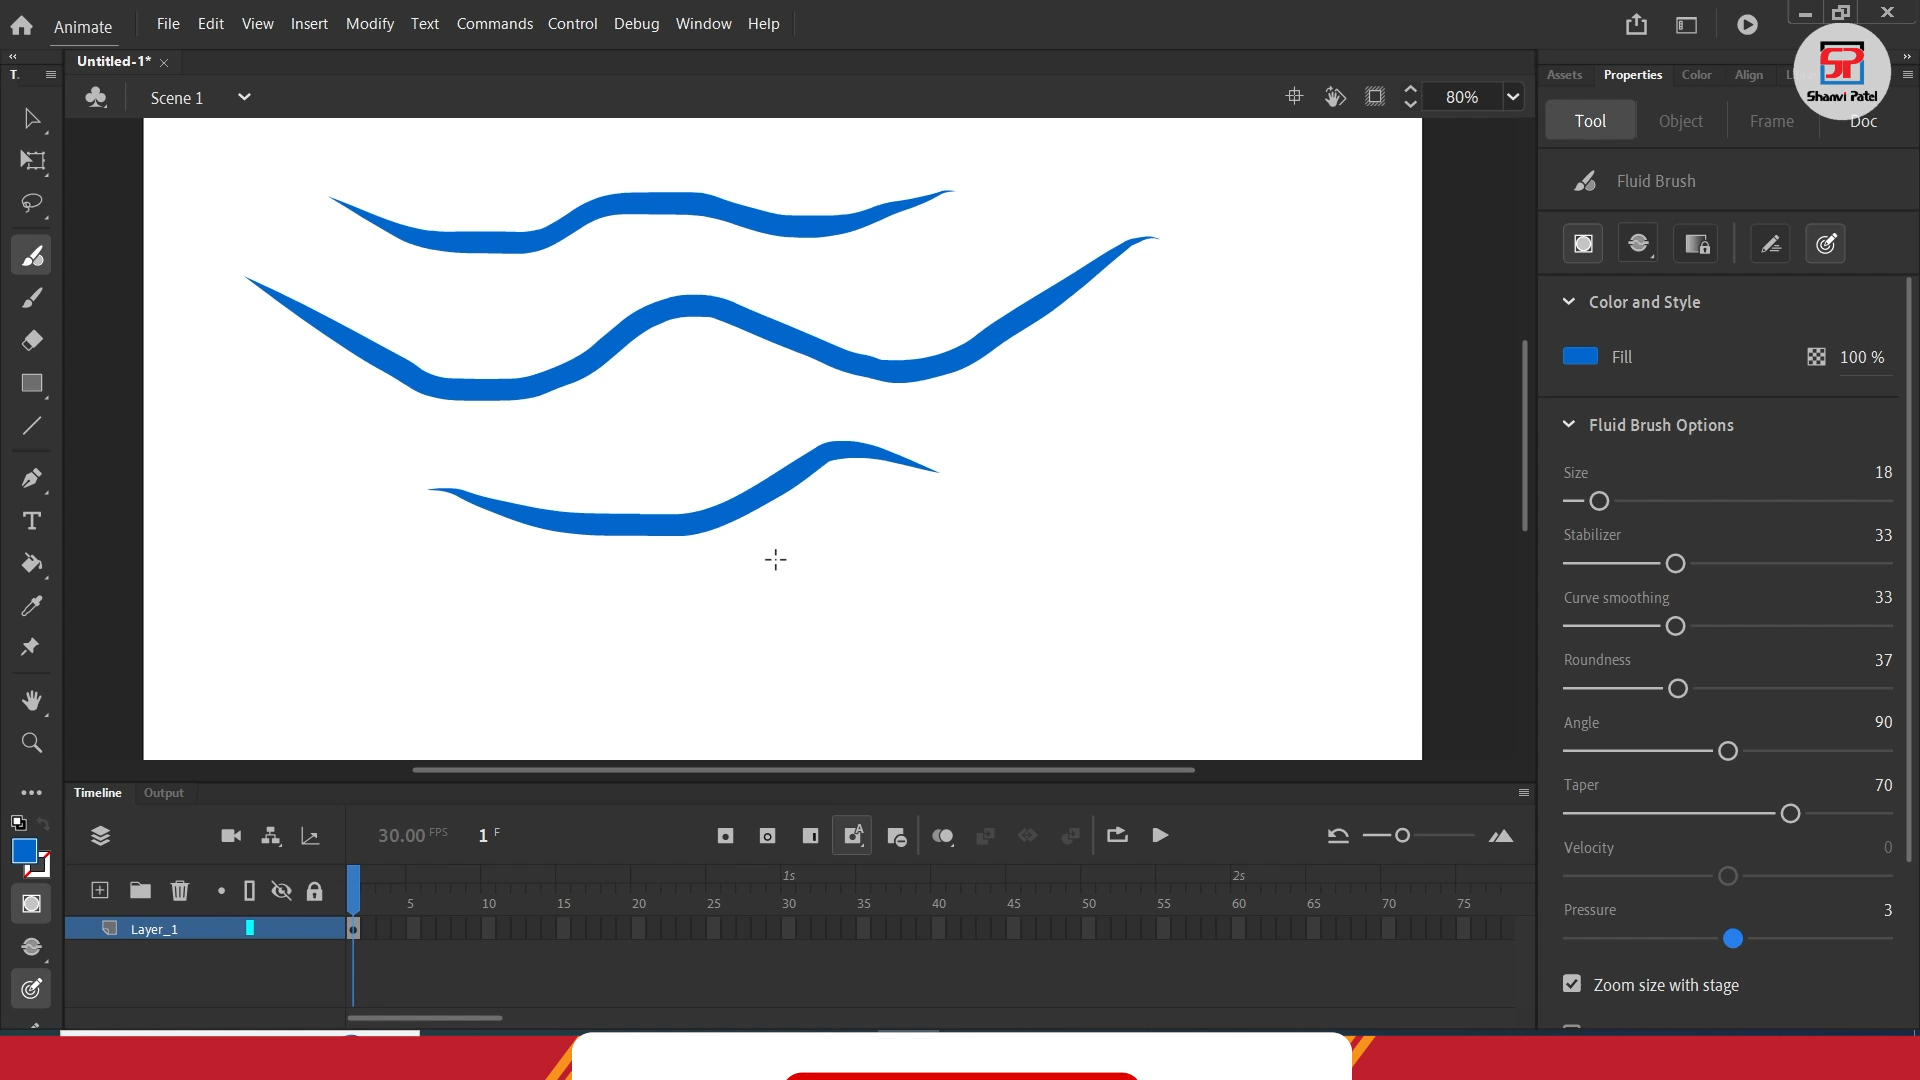 Animate File Edit View Insert Modify Text Commands Control Debug Window Help
Untitled-1*
Scene 1 80%
T.
Assets Properties Color Align
SP
Shanvi Patel
Tool Object Frame Doc
Fluid Brush
Color and Style
Fill 100 %
Fluid Brush Options
Size 18
Stabilizer 33
Curve smoothing 33
Roundness 37
Angle 90
Taper 70
Velocity 0
Pressure 3
Zoom size with stage
Timeline Output
30.00 FPS 1 F
1s 2s
5 10 15 20 25 30 35 40 45 50 55 60 65 70 75
Layer_1